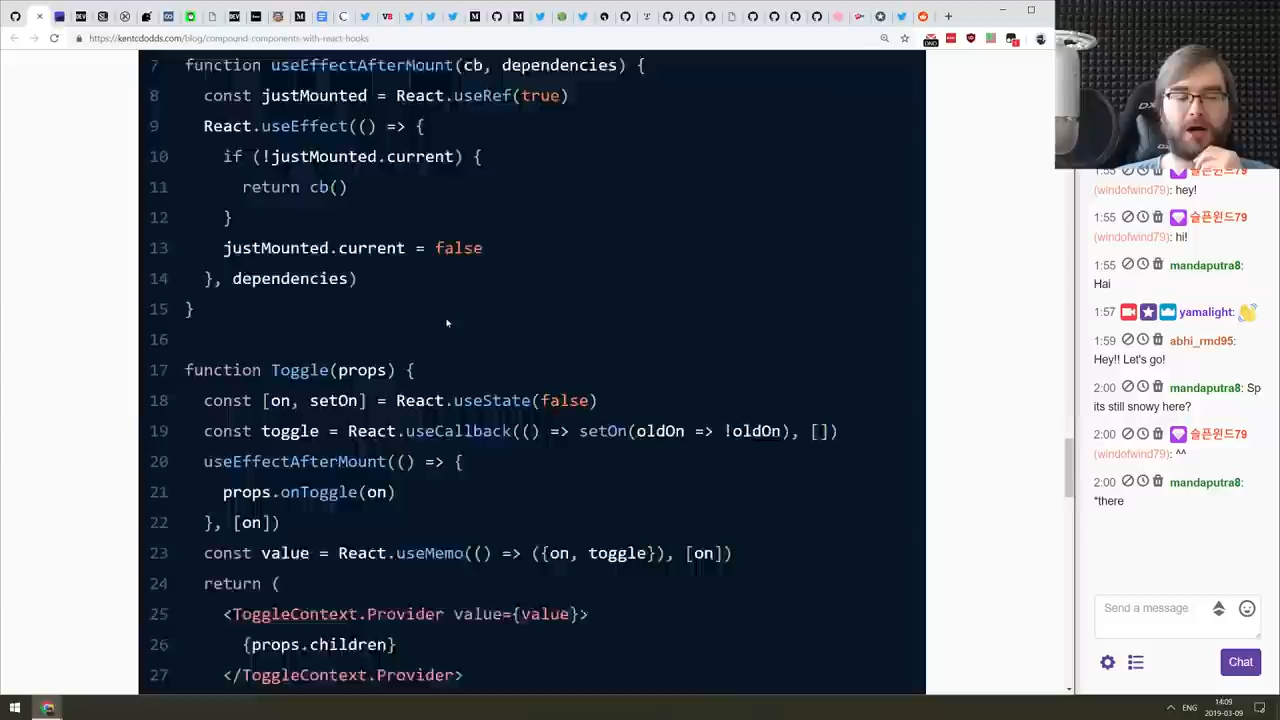 https://kentcdodds.com/blog/compound-components-with-react-hooks
7 function useEffectAfterMount(cb, dependencies) {
8 const justMounted = React.useRef(true)
9 React.useEffect(() => {
10 if (!justMounted.current) {
11 return cb()
12 }
13 justMounted.current = false
14 }, dependencies)
15 }
16
17 function Toggle(props) {
18 const [on, setOn] = React.useState(false)
19 const toggle = React.useCallback(() => setOn(oldOn => !oldOn), [])
20 useEffectAfterMount(() => {
21 props.onToggle(on)
22 }, [on])
23 const value = React.useMemo(() => ({on, toggle}), [on])
24 return (
25 <ToggleContext.Provider value={value}>
26 {props.children}
27 </ToggleContext.Provider>
1:55 슬픈윈드79
(windofwind79): hey!
1:55 슬픈윈드79
(windofwind79): hi!
1:55 mandaputra8:
Hai
1:57 yamalight:
1:59 abhi_rmd95:
Hey!! Let's go!
2:00 mandaputra8: Sp
its still snowy here?
2:00 슬픈윈드79
(windofwind79): ^^
2:00 mandaputra8:
*there
Send a message
Chat
ENG
14:09
2019-03-09